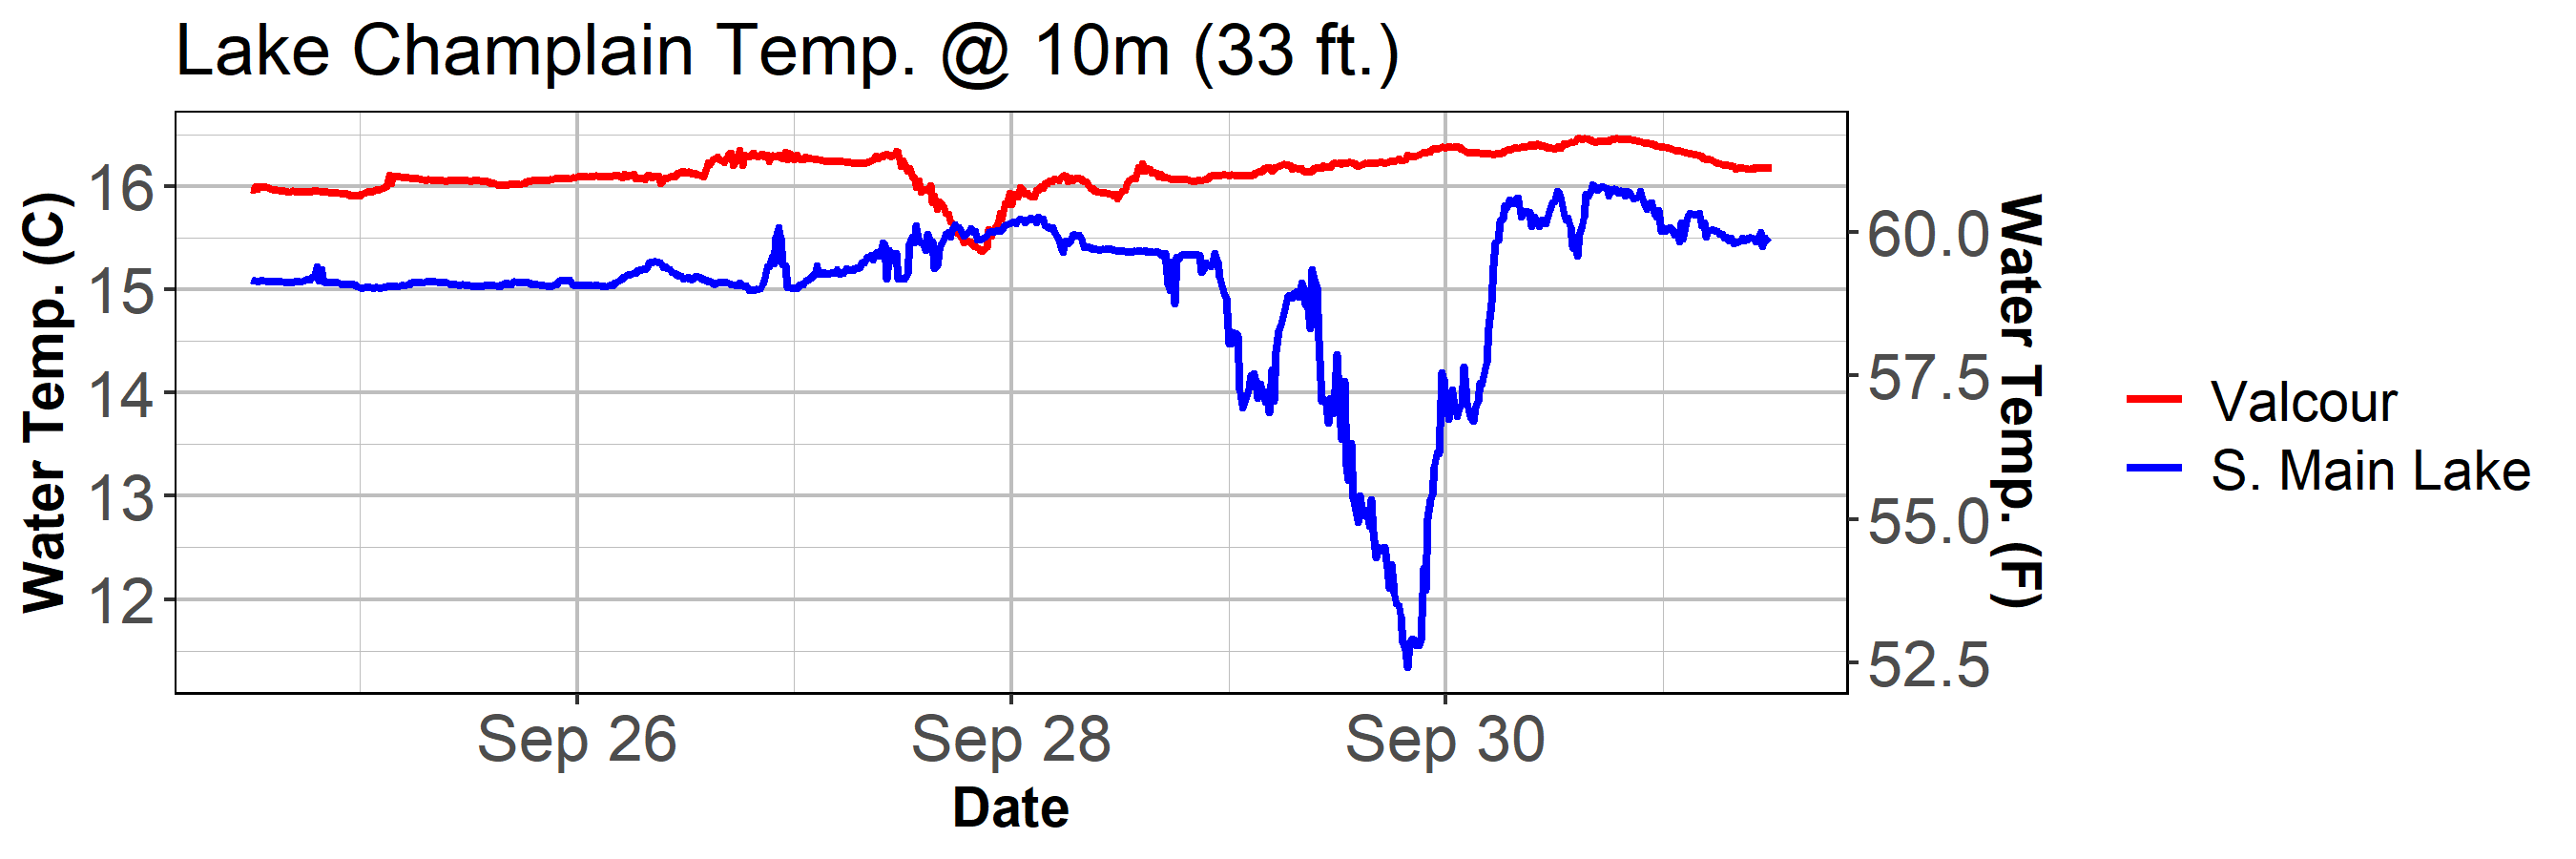 Lake Champlain Temp. @ 10m (33 ft.)
Water Temp. (C)
16
15
14
13
12
60.0
57.5
55.0
52.5
Water Temp. (F)
Sep 26
Sep 28
Sep 30
Date
Valcour
S. Main Lake